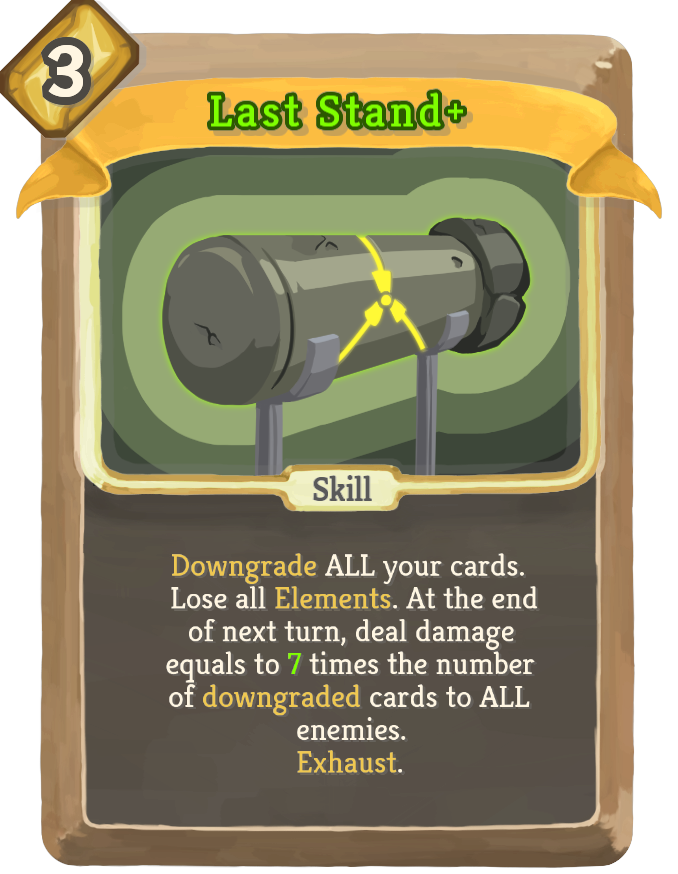 3
Last Stand+
Skill
Downgrade ALL your cards.
Lose all Elements. At the end
of next turn, deal damage
equals to 7 times the number
of downgraded cards to ALL
enemies.
Exhaust.